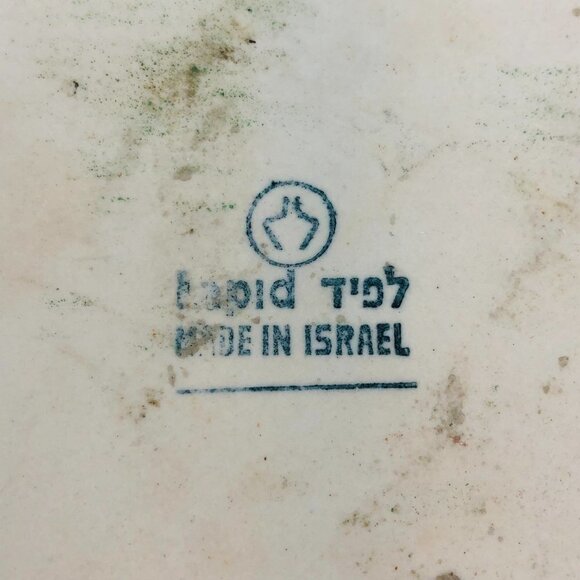 Lapid לפיד
MADE IN ISRAEL